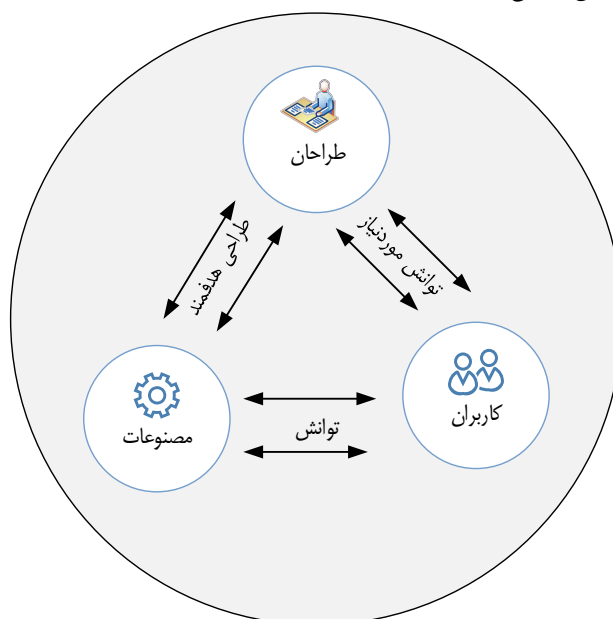 طراحان
طراحی هدفمند
توانش موردنیاز
کاربران
مصنوعات
توانش